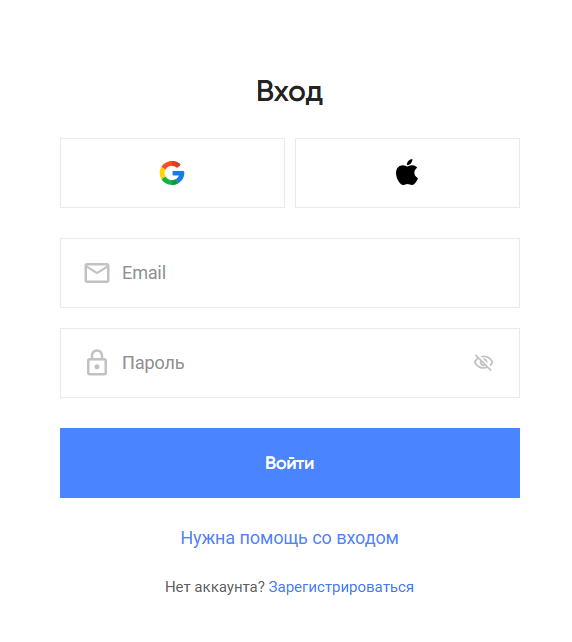 Вход
Email
Пароль
Войти
Нужна помощь со входом
Нет аккаунта? Зарегистрироваться